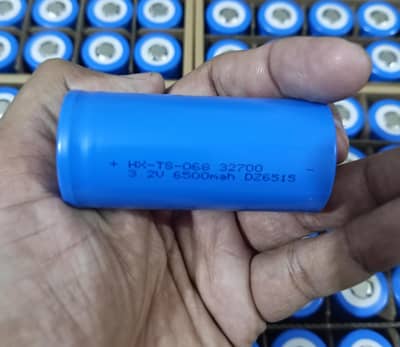 + HX-TS-068 32700 -
3.2V 6500mah DZ6515